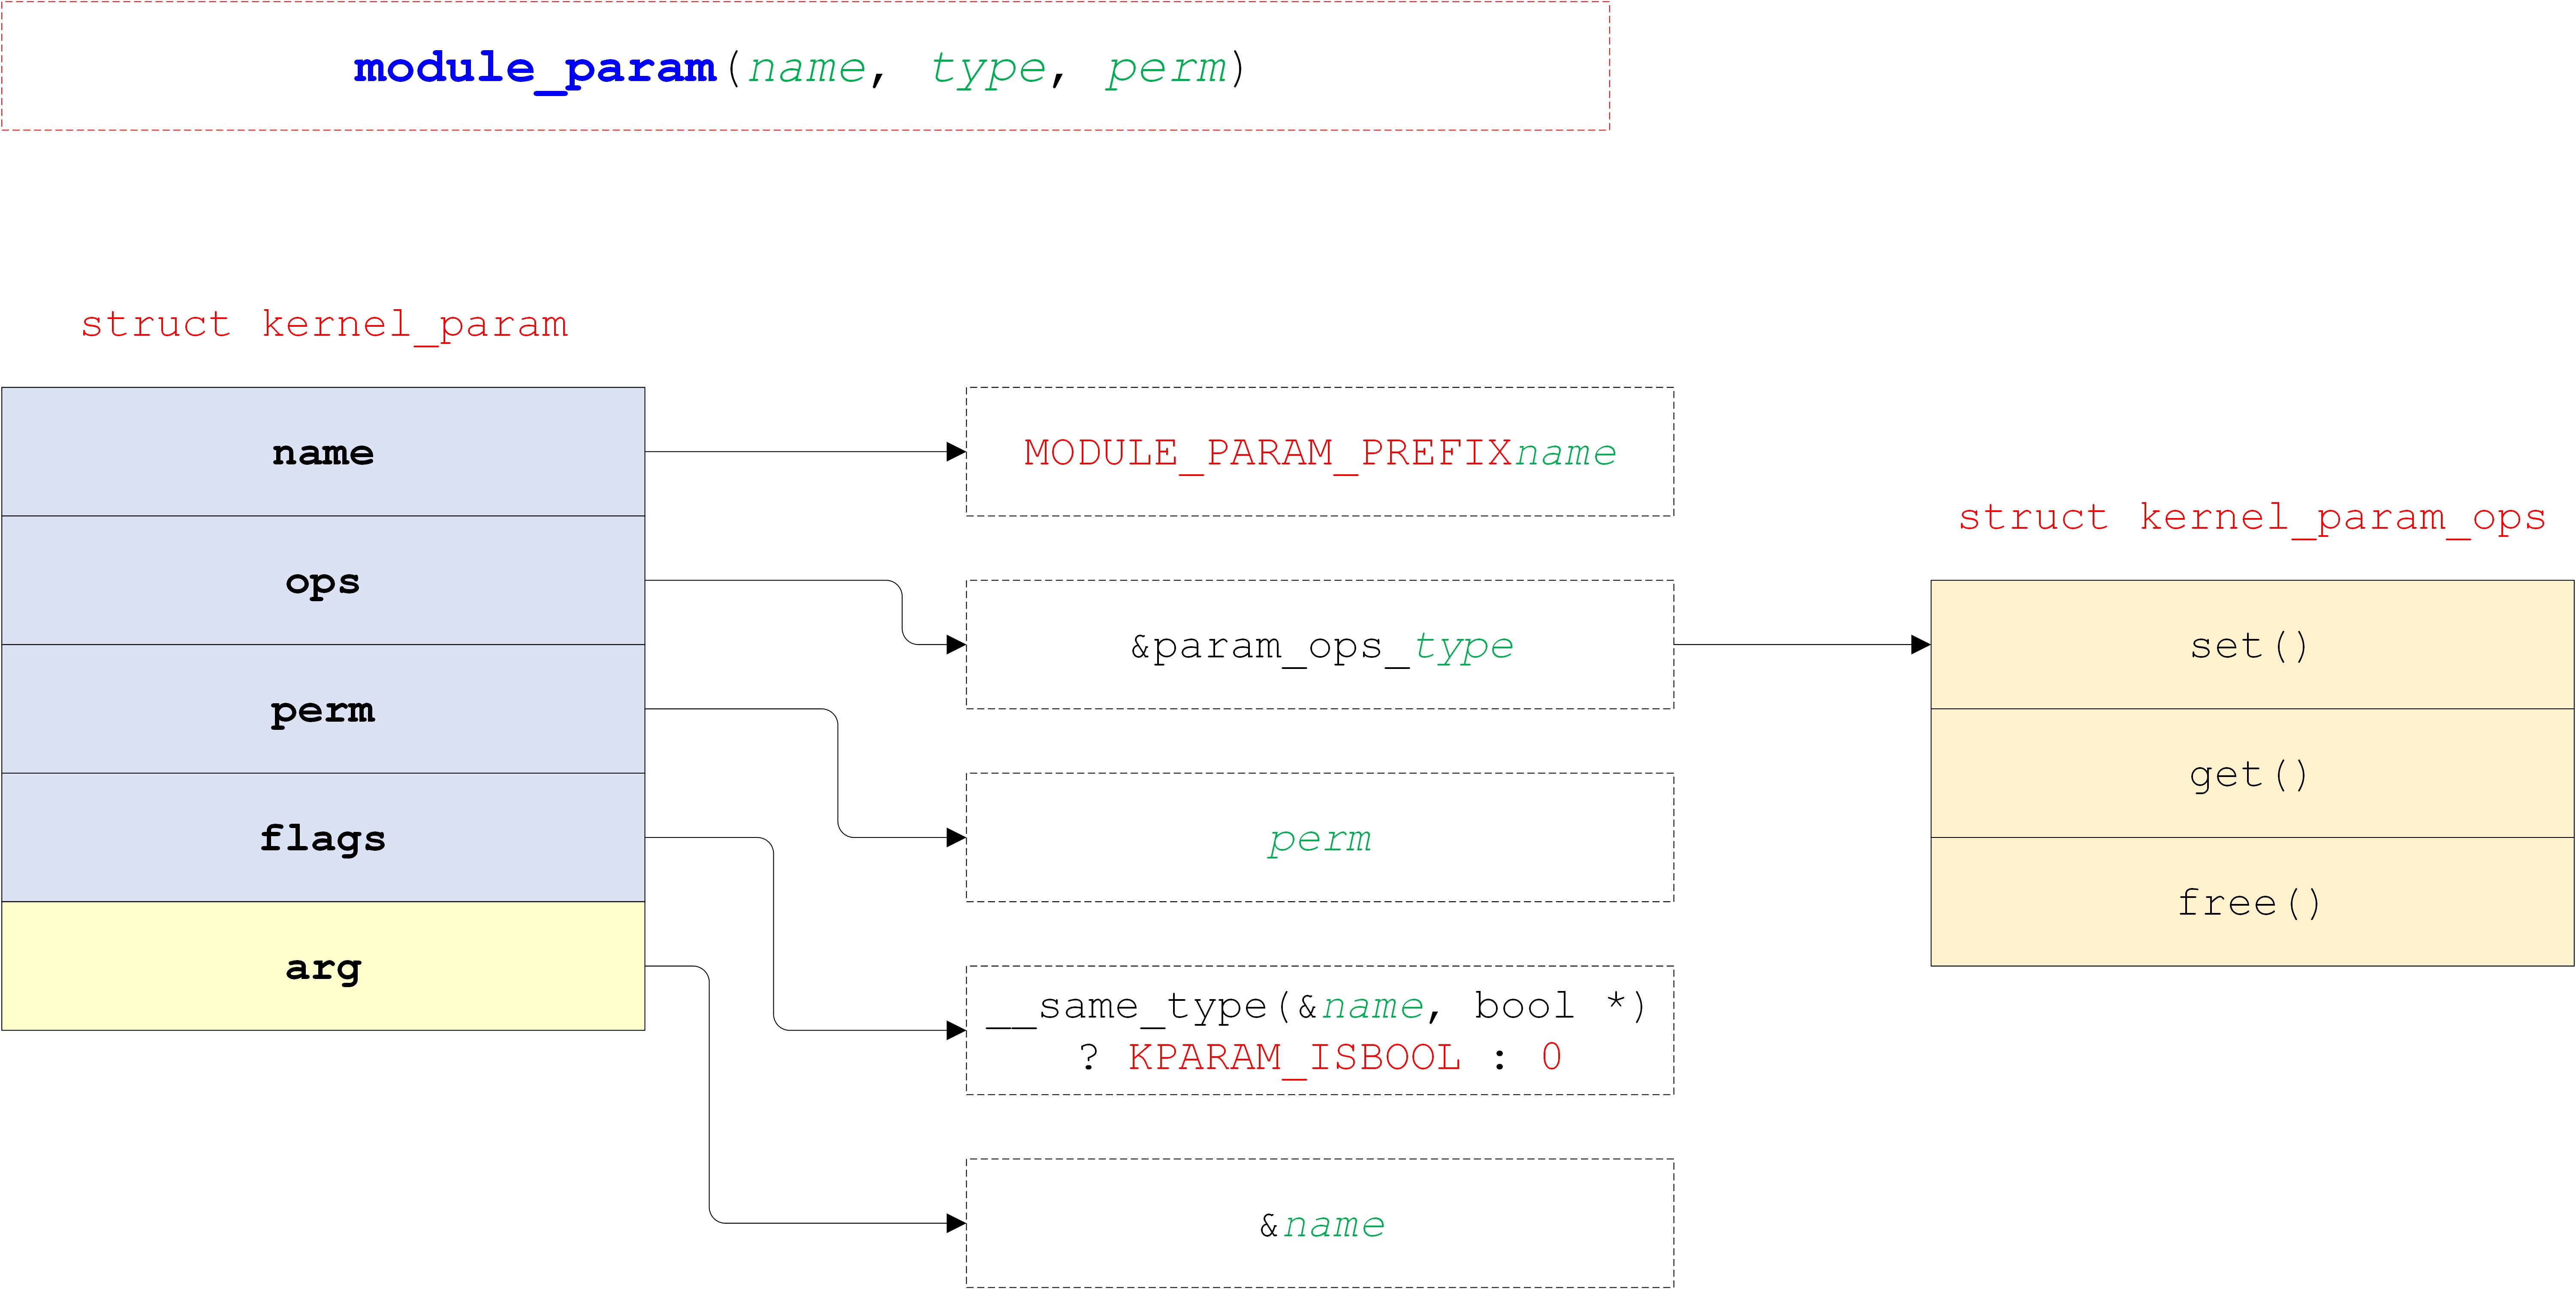 module_param(name, type, perm)
struct kernel_param
name
ops
perm
flags
arg
MODULE_PARAM_PREFIXname
&param_ops_type
perm
__same_type(&name, bool *)
? KPARAM_ISBOOL : 0
&name
struct kernel_param_ops
set()
get()
free()